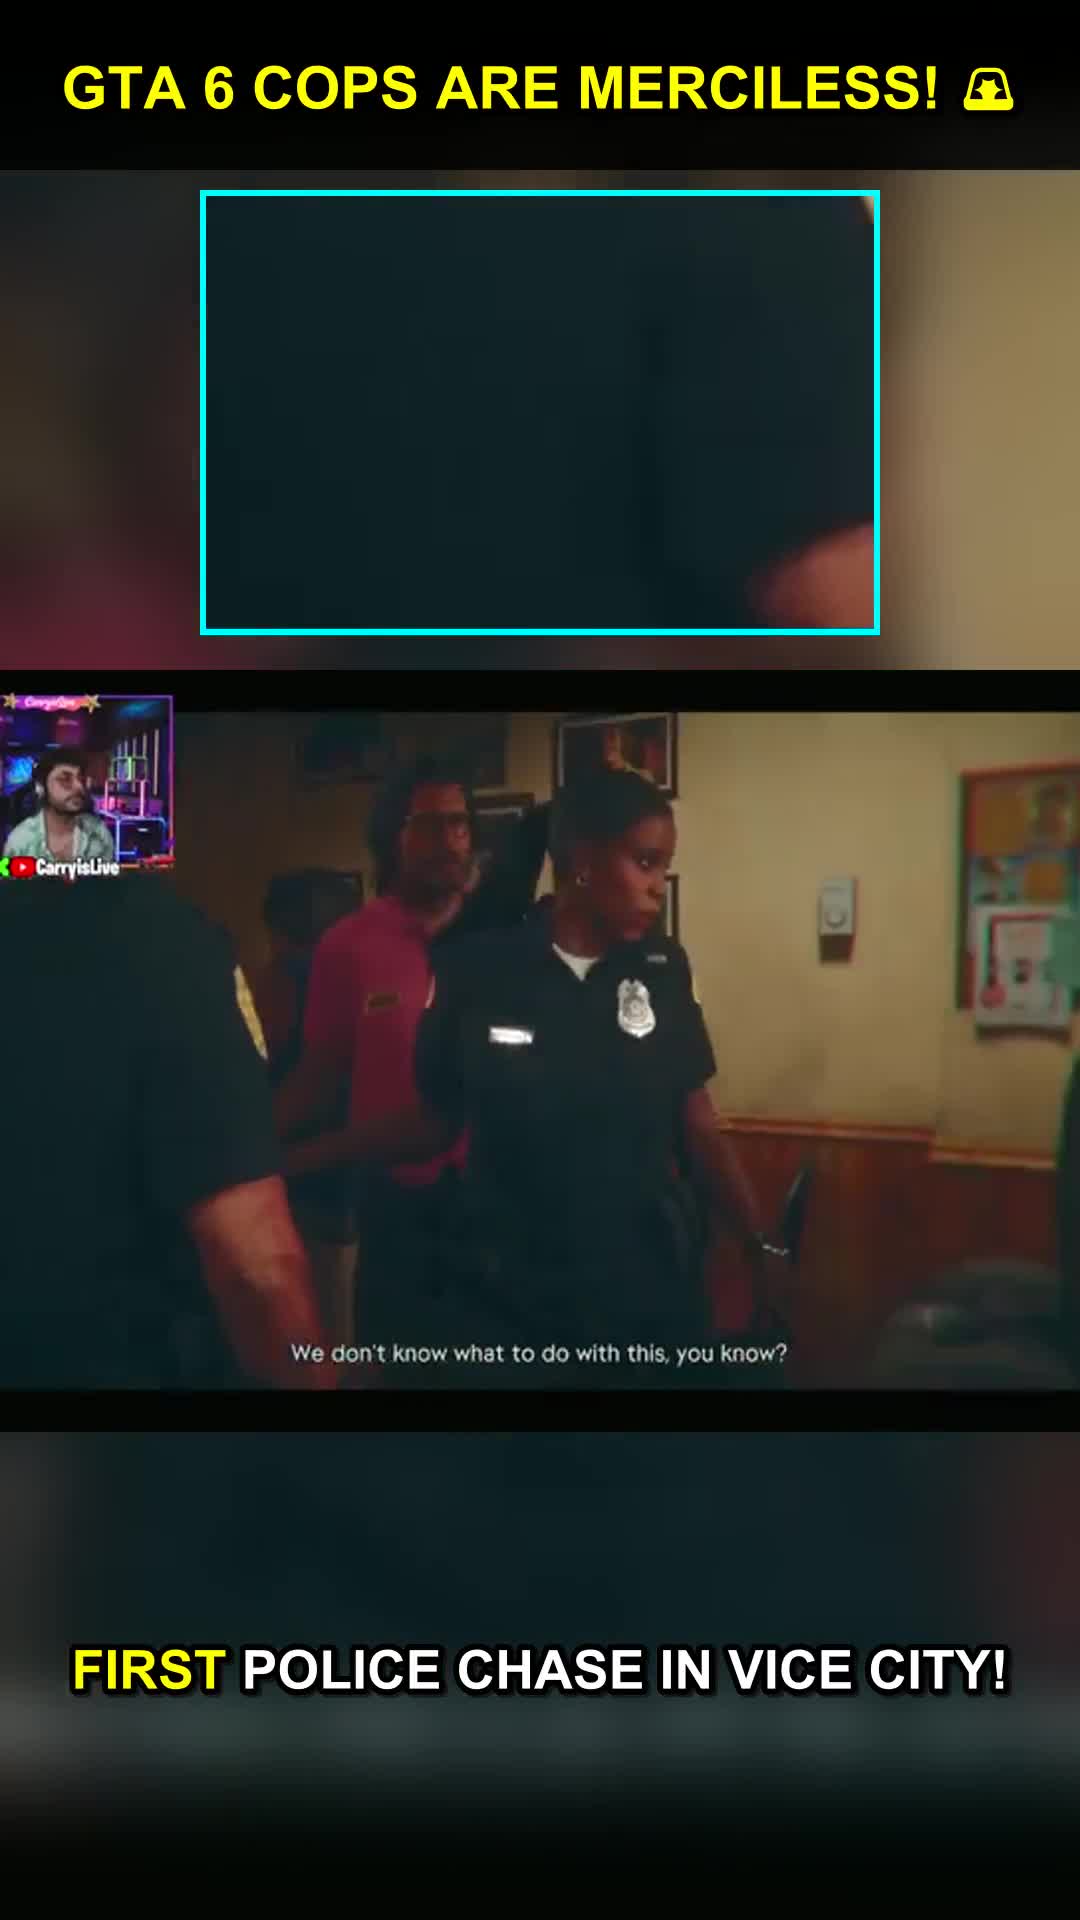 GTA 6 COPS ARE MERCILESS!
CarryisLive
CarryisLive
We don't know what to do with this, you know?
FIRST POLICE CHASE IN VICE CITY!